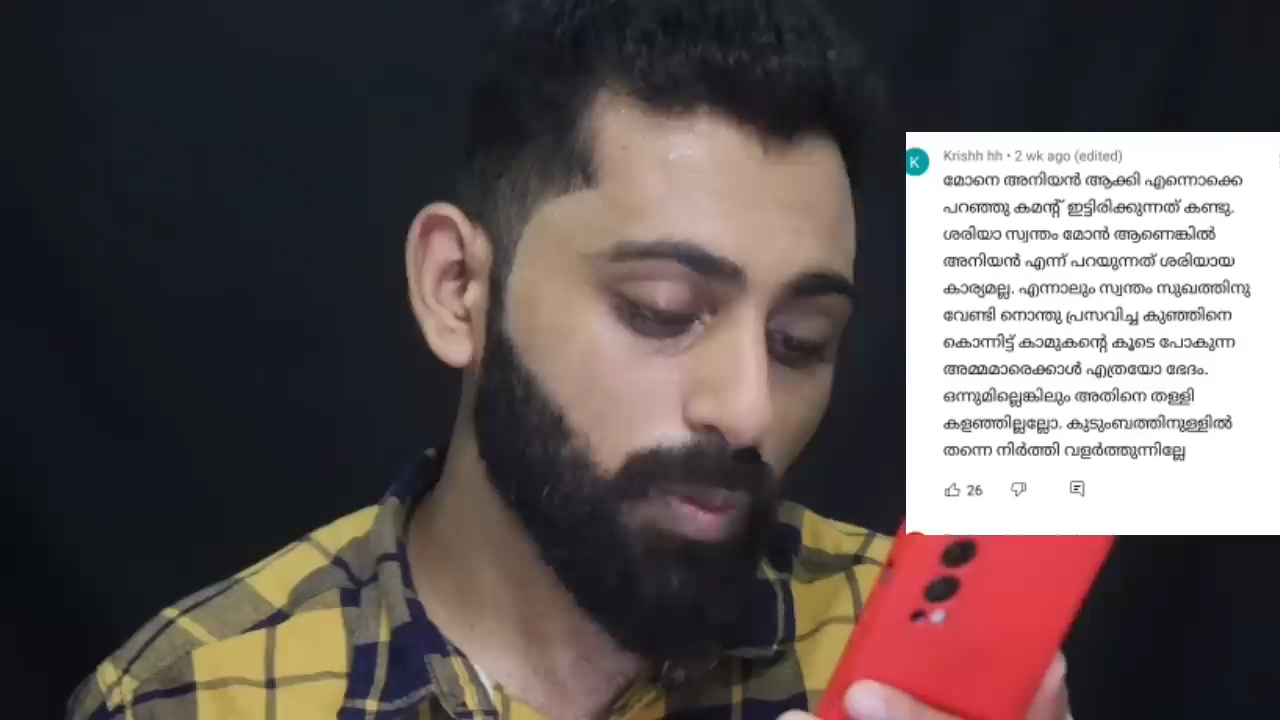 K
Krishh hh • 2 wk ago (edited)
മോനെ അനിയൻ ആക്കി എന്നൊക്കെ
പറഞ്ഞു കമന്റ് ഇട്ടിരിക്കുന്നത് കണ്ടു.
ശരിയാ സ്വന്തം മോൻ ആണെങ്കിൽ
അനിയൻ എന്ന് പറയുന്നത് ശരിയായ
കാര്യമല്ല. എന്നാലും സ്വന്തം സുഖത്തിനു
വേണ്ടി നൊന്തു പ്രസവിച്ച കുഞ്ഞിനെ
കൊന്നിട്ട് കാമുകന്റെ കൂടെ പോകുന്ന
അമ്മമാരെക്കാൾ എത്രയോ ഭേദം.
ഒന്നുമില്ലെങ്കിലും അതിനെ തള്ളി
കളഞ്ഞില്ലല്ലോ. കുടുംബത്തിനുള്ളിൽ
തന്നെ നിർത്തി വളർത്തുന്നില്ലേ
26